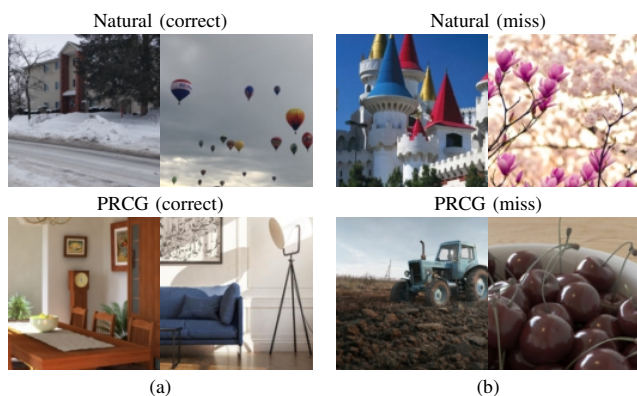 Natural (correct)
Natural (miss)
PRCG (correct)
PRCG (miss)
(a)
(b)